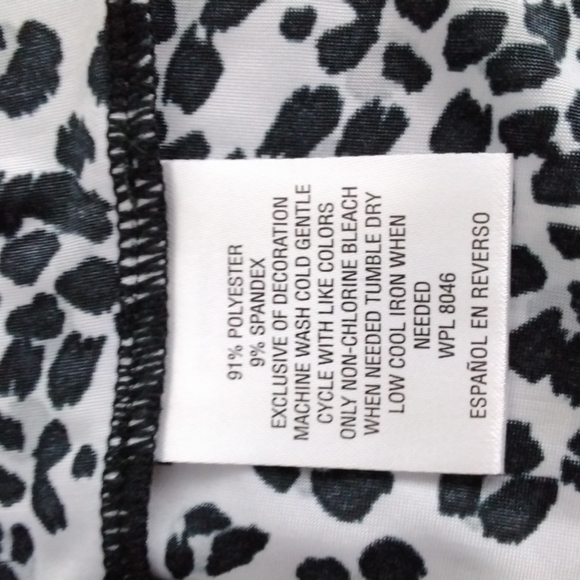 91% POLYESTER
9% SPANDEX
EXCLUSIVE OF DECORATION
MACHINE WASH COLD GENTLE
CYCLE WITH LIKE COLORS
ONLY NON-CHLORINE BLEACH
WHEN NEEDED TUMBLE DRY
LOW COOL IRON WHEN
NEEDED
WPL 8046
ESPAÑOL EN REVERSO